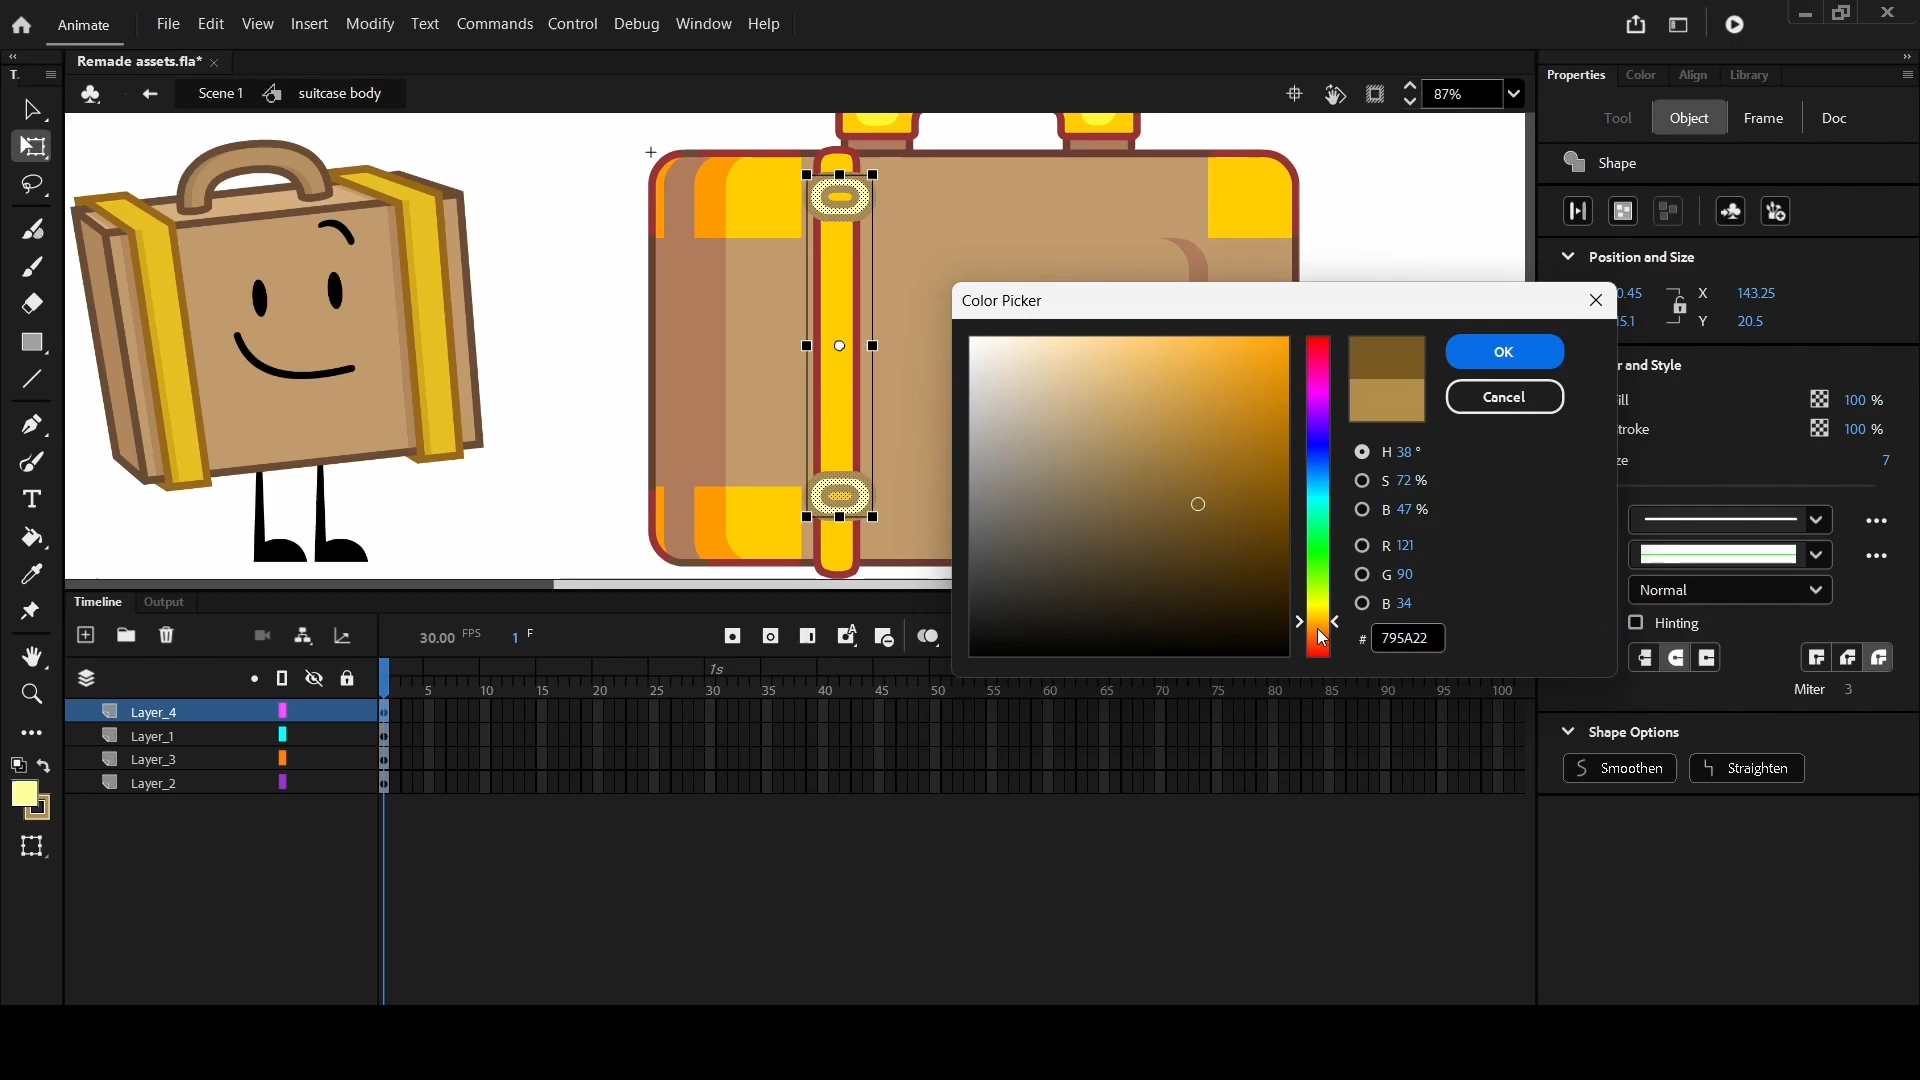 Animate File Edit View Insert Modify Text Commands Control Debug Window Help
Remade assets.fla*
Scene 1 suitcase body 87%
T.
Properties Color Align Library
Tool Object Frame Doc
Shape
Position and Size
0.45 X 143.25
5.1 Y 20.5
r and Style
ill 100 %
troke 100 %
ze 7
Normal
Hinting
Miter 3
Shape Options
Smoothen Straighten
Color Picker
OK
Cancel
H 38 °
S 72 %
B 47 %
R 121
G 90
B 34
# 795A22
Timeline Output
30.00 FPS 1 F
1s
5 10 15 20 25 30 35 40 45 50 55 60 65 70 75 80 85 90 95 100
Layer_4
Layer_1
Layer_3
Layer_2